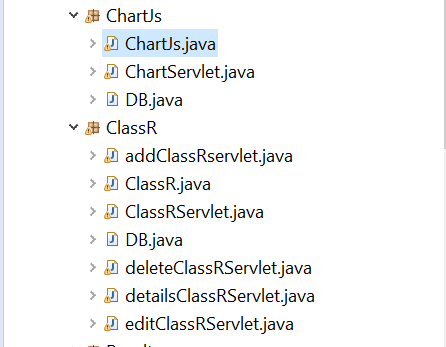 ChartJs
ChartJs.java
ChartServlet.java
DB.java
ClassR
addClassRservlet.java
ClassR.java
ClassRServlet.java
DB.java
deleteClassRServlet.java
detailsClassRServlet.java
editClassRServlet.java